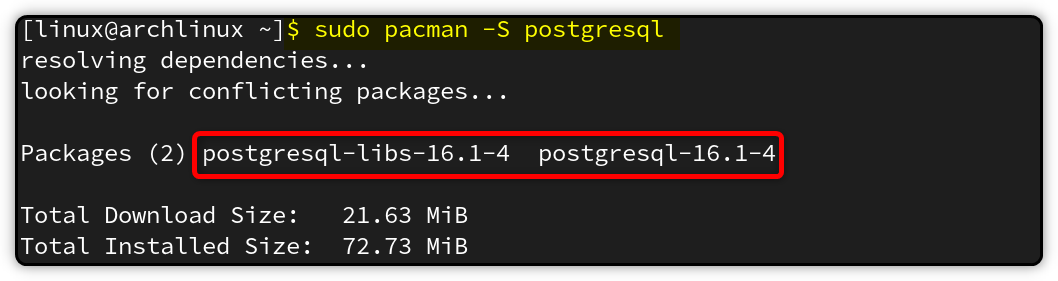 [linux@archlinux ~]$ sudo pacman -S postgresql
resolving dependencies...
looking for conflicting packages...
Packages (2) postgresql-libs-16.1-4  postgresql-16.1-4
Total Download Size:   21.63 MiB
Total Installed Size:  72.73 MiB